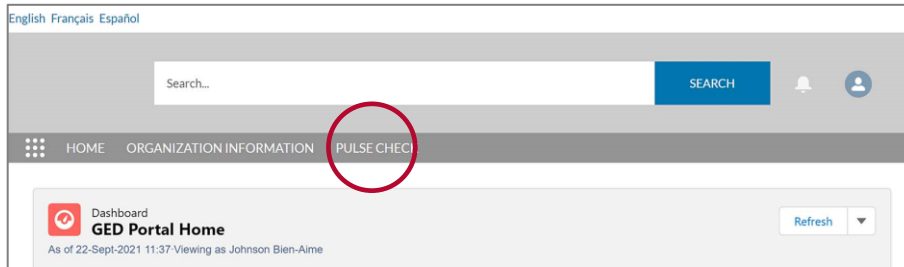 English Français Español
Search... SEARCH
HOME ORGANIZATION INFORMATION PULSE CHECK
Dashboard
GED Portal Home
Refresh
As of 22-Sept-2021 11:37·Viewing as Johnson Bien-Aime